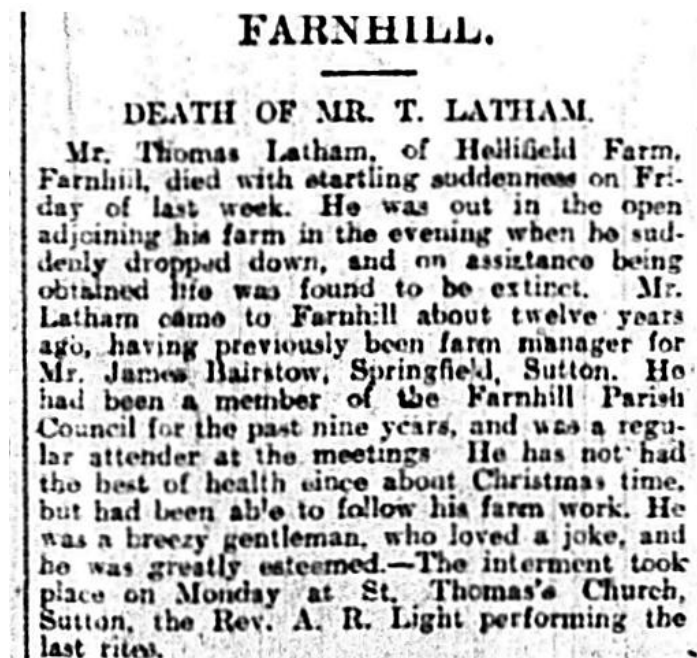 FARNHILL.
DEATH OF MR. T. LATHAM.
Mr. Thomas Latham, of Hellifield Farm,
Farnhill, died with startling suddenness on Fri-
day of last week. He was out in the open
adjoining his farm in the evening when he sud-
denly dropped down, and on assistance being
obtained life was found to be extinct. Mr.
Latham came to Farnhill about twelve years
ago, having previously been farm manager for
Mr. James Bairstow, Springfield, Sutton. He
had been a member of the Farnhill Parish
Council for the past nine years, and was a regu-
lar attender at the meetings He has not had
the best of health since about Christmas time,
but had been able to follow his farm work. He
was a breezy gentleman, who loved a joke, and
he was greatly esteemed.—The interment took
place on Monday at St. Thomas's Church,
Sutton, the Rev. A. R. Light performing the
last rites.